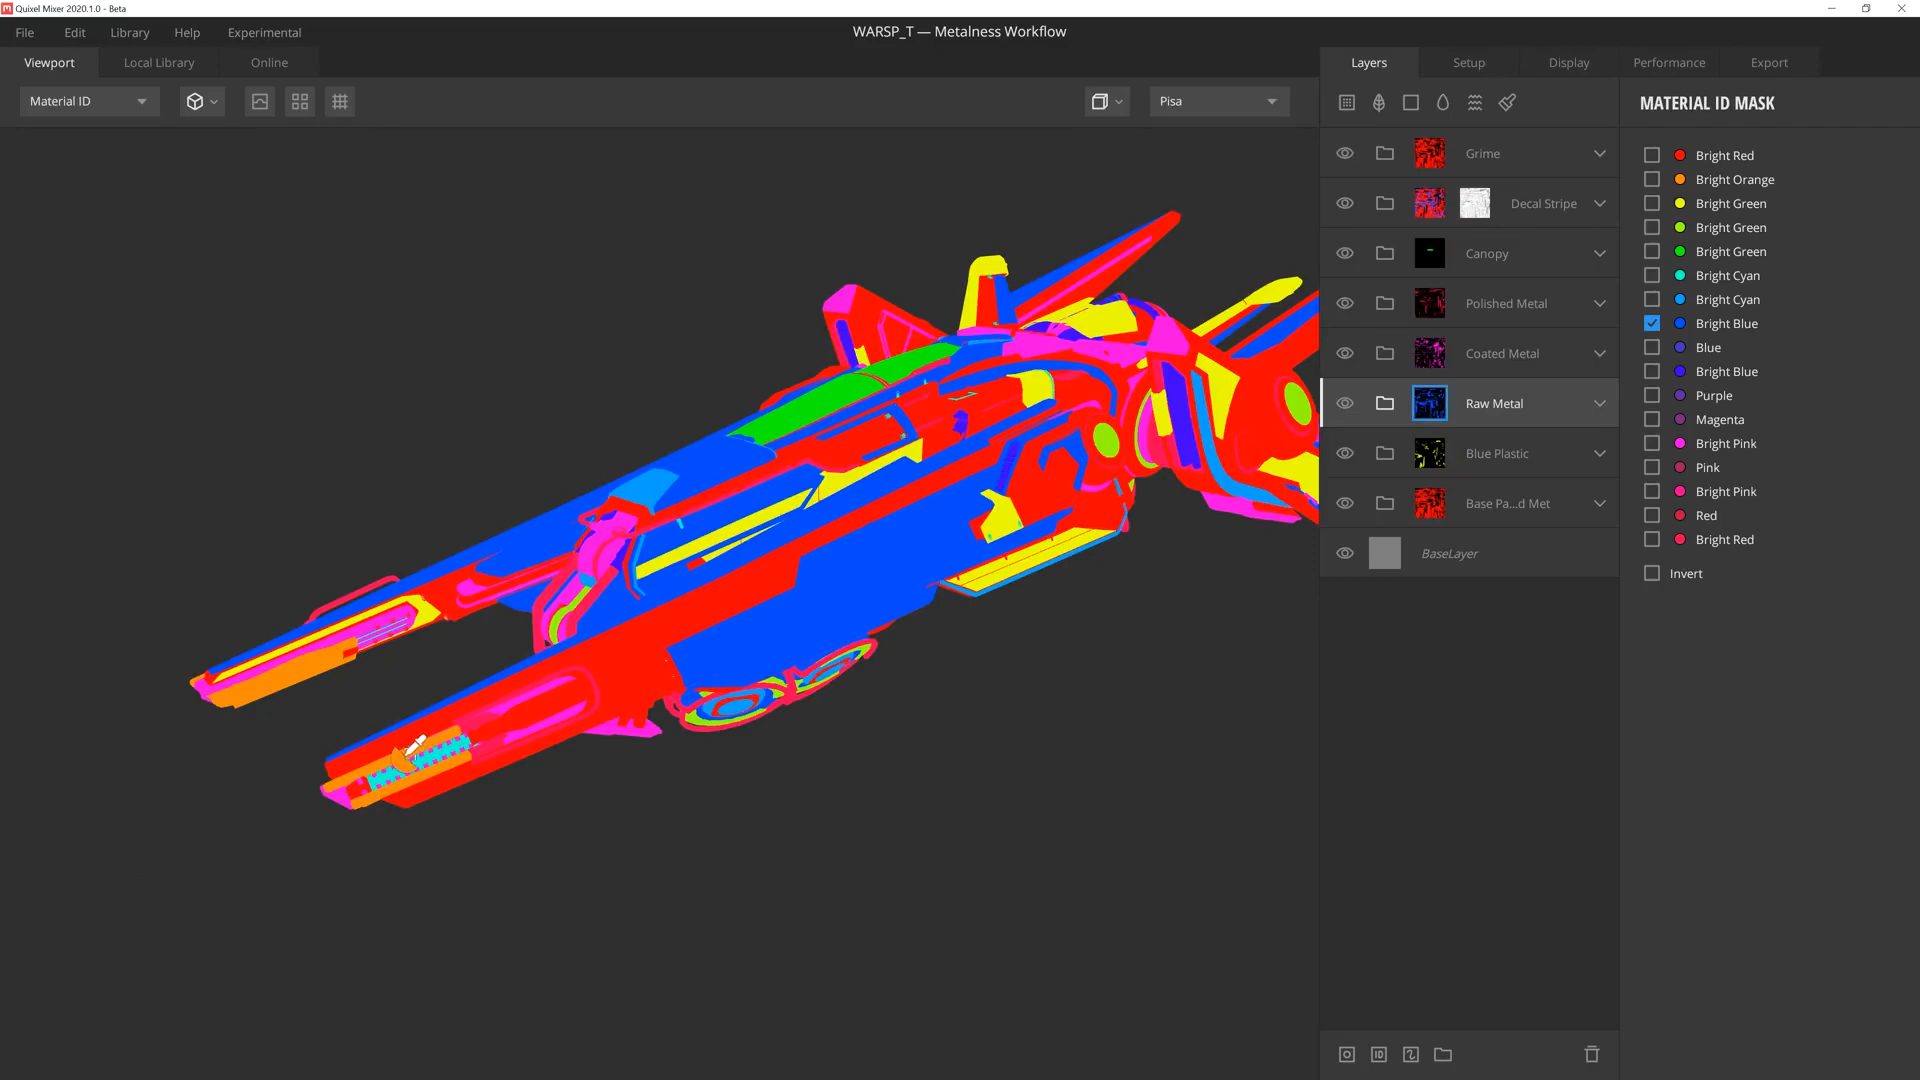 Quixel Mixer 2020.1.0 - Beta
File Edit Library Help Experimental
WARSP_T — Metalness Workflow
Viewport Local Library Online
Layers Setup Display Performance Export
Material ID
Pisa
MATERIAL ID MASK
Grime
Decal Stripe
Canopy
Polished Metal
Coated Metal
Raw Metal
Blue Plastic
Base Pa...d Met
BaseLayer
Bright Red
Bright Orange
Bright Green
Bright Green
Bright Green
Bright Cyan
Bright Cyan
Bright Blue
Blue
Bright Blue
Purple
Magenta
Bright Pink
Pink
Bright Pink
Red
Bright Red
Invert
ID